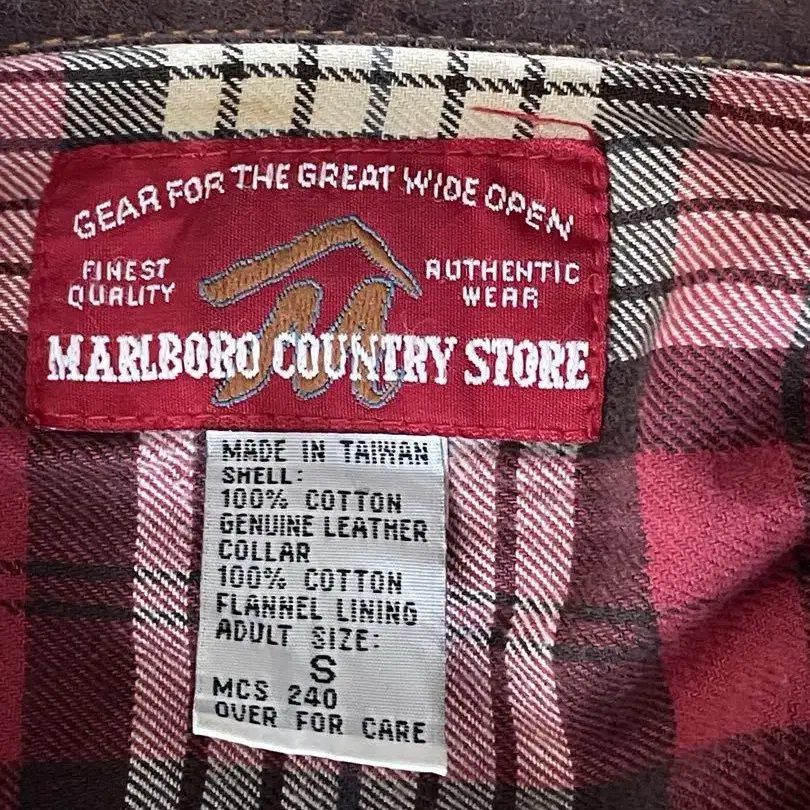 GEAR FOR THE GREAT WIDE OPEN
FINEST QUALITY
AUTHENTIC WEAR
M
MARLBORO COUNTRY STORE
MADE IN TAIWAN
SHELL:
100% COTTON
GENUINE LEATHER
COLLAR
100% COTTON
FLANNEL LINING
ADULT SIZE:
S
MCS 240
OVER FOR CARE